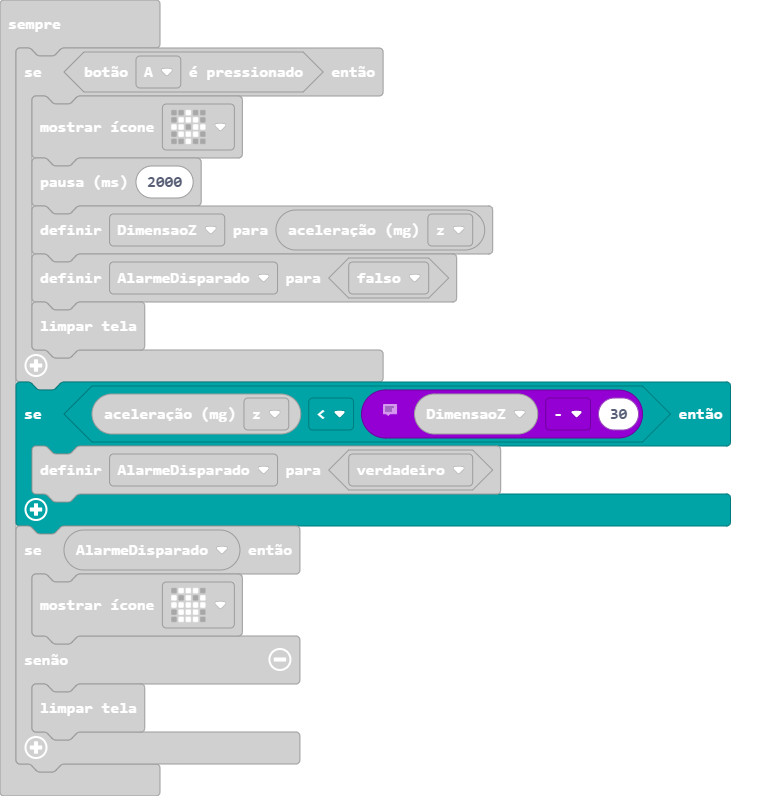 sempre
se botão A é pressionado então
mostrar ícone
pausa (ms) 2000
definir DimensaoZ para aceleração (mg) z
definir AlarmeDisparado para falso
limpar tela
se aceleração (mg) z < DimensaoZ - 30 então
definir AlarmeDisparado para verdadeiro
se AlarmeDisparado então
mostrar ícone
senão
limpar tela